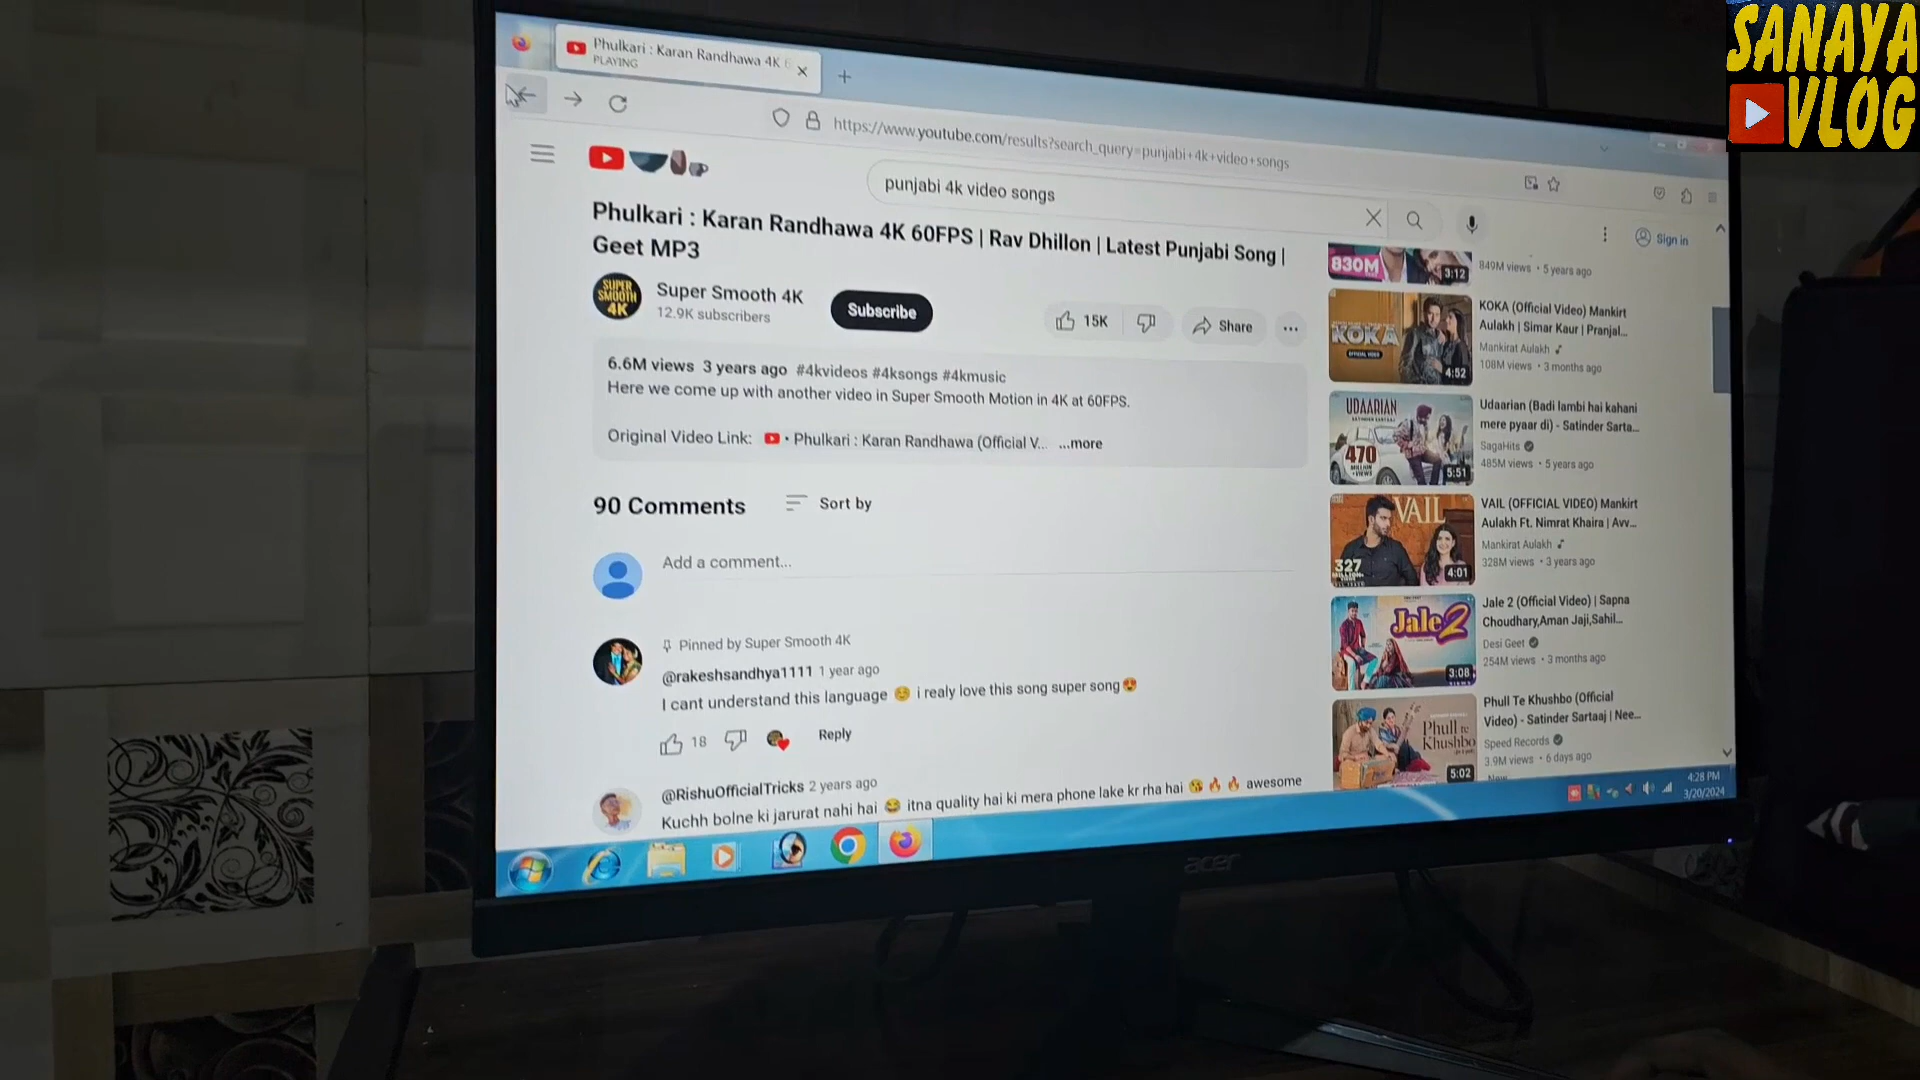 SANAYA
VLOG
Phulkari : Karan Randhawa 4K 6
PLAYING
https://www.youtube.com/results?search_query=punjabi+4k+video+songs
punjabi 4k video songs
Sign in
Phulkari : Karan Randhawa 4K 60FPS | Rav Dhillon | Latest Punjabi Song |
Geet MP3
SUPER
SMOOTH
4K
Super Smooth 4K
12.9K subscribers
Subscribe
15K
Share
6.6M views 3 years ago #4kvideos #4ksongs #4kmusic
Here we come up with another video in Super Smooth Motion in 4K at 60FPS.
Original Video Link: • Phulkari : Karan Randhawa (Official V... ...more
90 Comments
Sort by
Add a comment...
Pinned by Super Smooth 4K
@rakeshsandhya1111 1 year ago
I cant understand this language ☺️ i realy love this song super song😍
18
Reply
@RishuOfficialTricks 2 years ago
Kuchh bolne ki jarurat nahi hai 😂 itna quality hai ki mera phone lake kr rha hai 😘 🔥 🔥 awesome
830M
3:12
849M views • 5 years ago
KOKA
4:52
KOKA (Official Video) Mankirt
Aulakh | Simar Kaur | Pranjal...
Mankirat Aulakh
108M views • 3 months ago
UDAARIAN
470
5:51
Udaarian (Badi lambi hai kahani
mere pyaar di) - Satinder Sarta...
SagaHits
485M views • 5 years ago
VAIL
327
4:01
VAIL (OFFICIAL VIDEO) Mankirt
Aulakh Ft. Nimrat Khaira | Avv...
Mankirat Aulakh
328M views • 3 years ago
Jale 2
3:08
Jale 2 (Official Video) | Sapna
Choudhary,Aman Jaji,Sahil...
Desi Geet
254M views • 3 months ago
Phull te
Khushbo
5:02
Phull Te Khushbo (Official
Video) - Satinder Sartaaj | Nee...
Speed Records
3.9M views • 6 days ago
New
4:28 PM
3/20/2024
acer